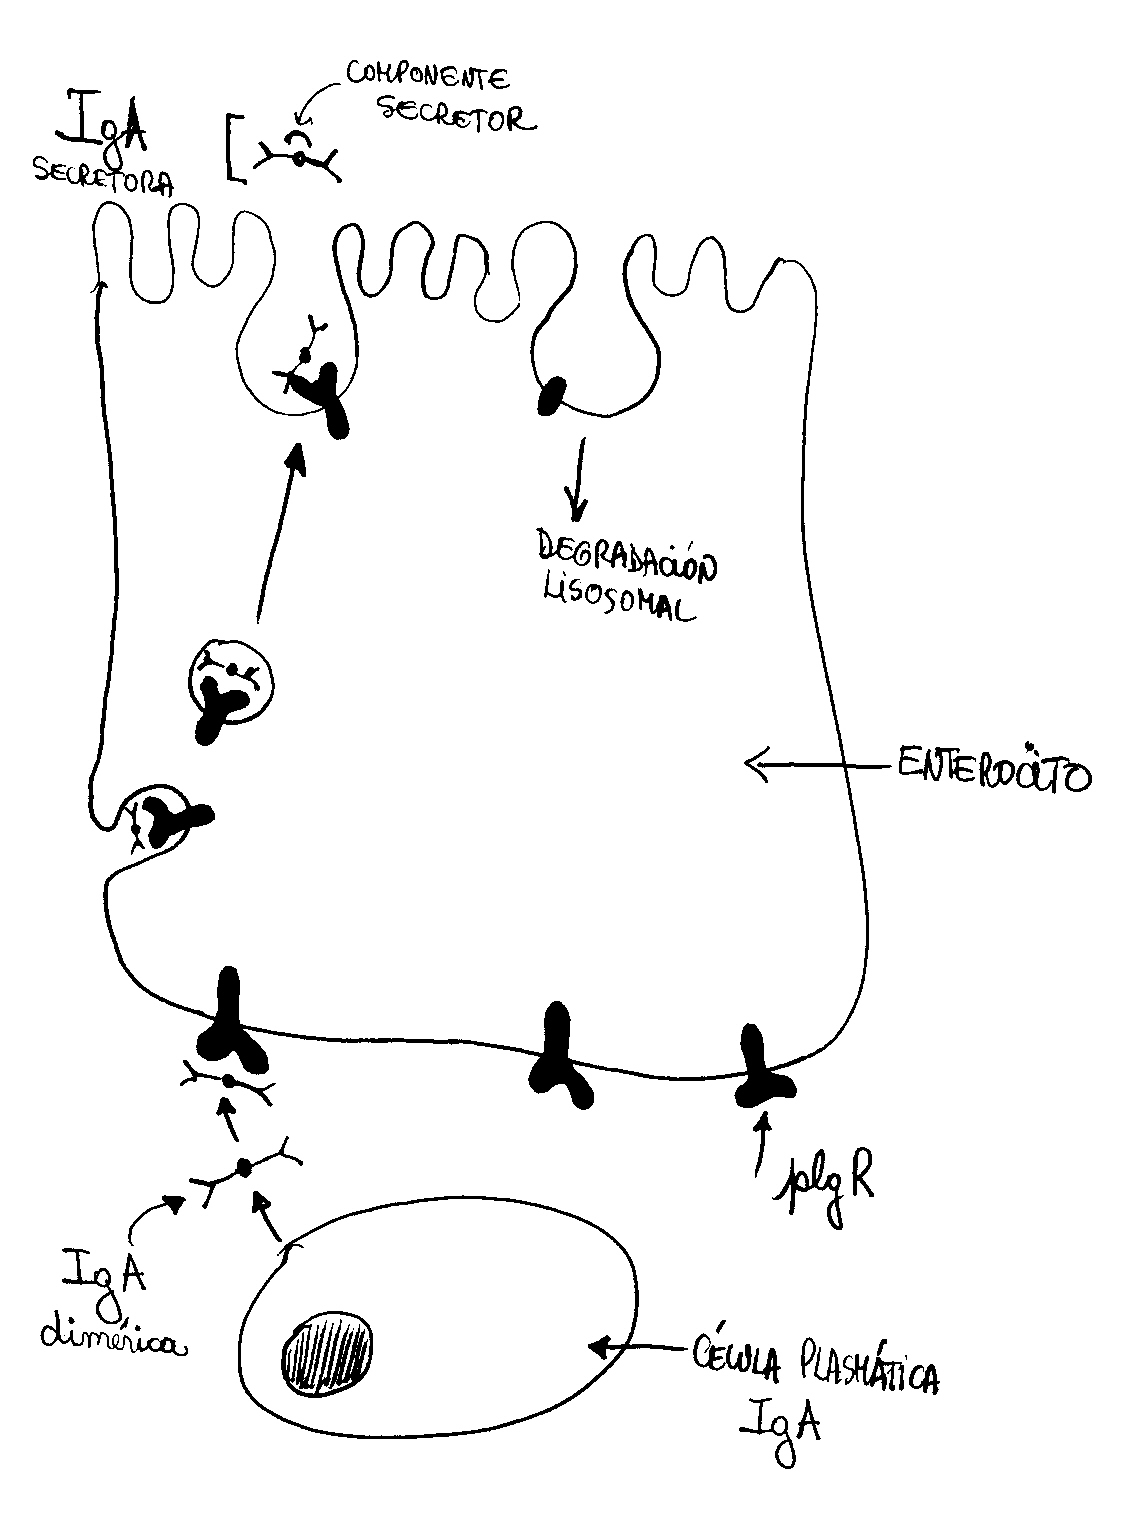 COMPONENTE
SECRETOR
IgA
SECRETORA
DEGRADACIÓN
LISOSOMAL
ENTEROCITO
pIgR
IgA
dimérica
CÉLULA PLASMÁTICA
IgA